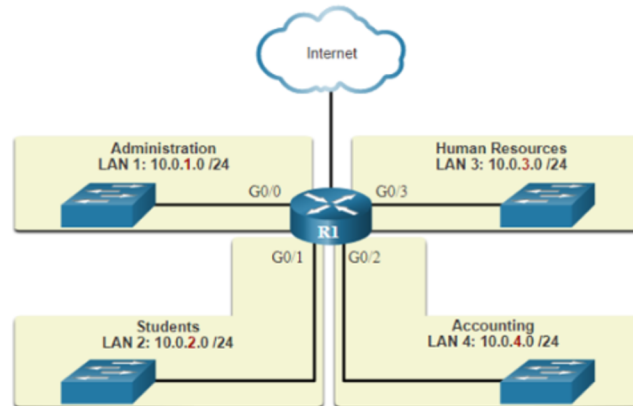 Internet
Administration
LAN 1: 10.0.1.0 /24
Human Resources
LAN 3: 10.0.3.0 /24
G0/0
G0/3
R1
G0/1
G0/2
Students
LAN 2: 10.0.2.0 /24
Accounting
LAN 4: 10.0.4.0 /24